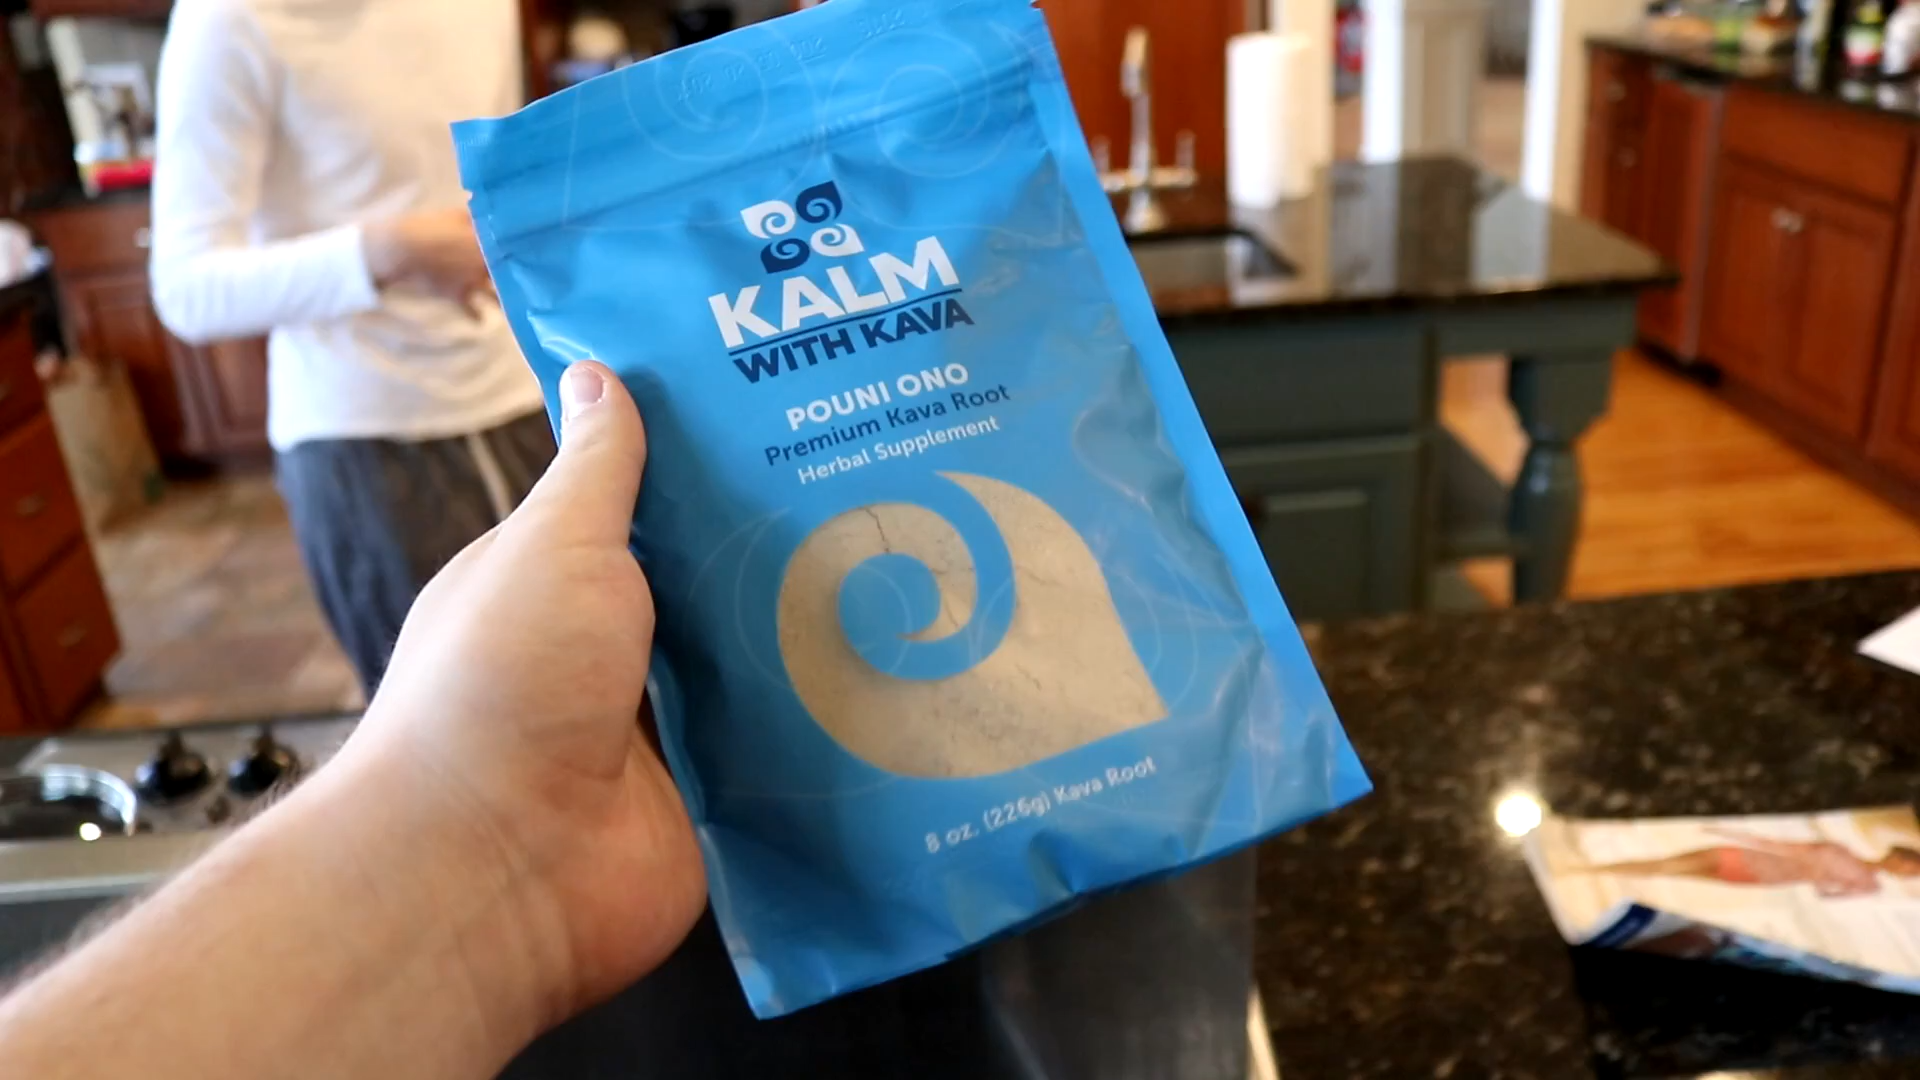 KALM
WITH KAVA
POUNI ONO
Premium Kava Root
Herbal Supplement
8 oz. (226g) Kava Root